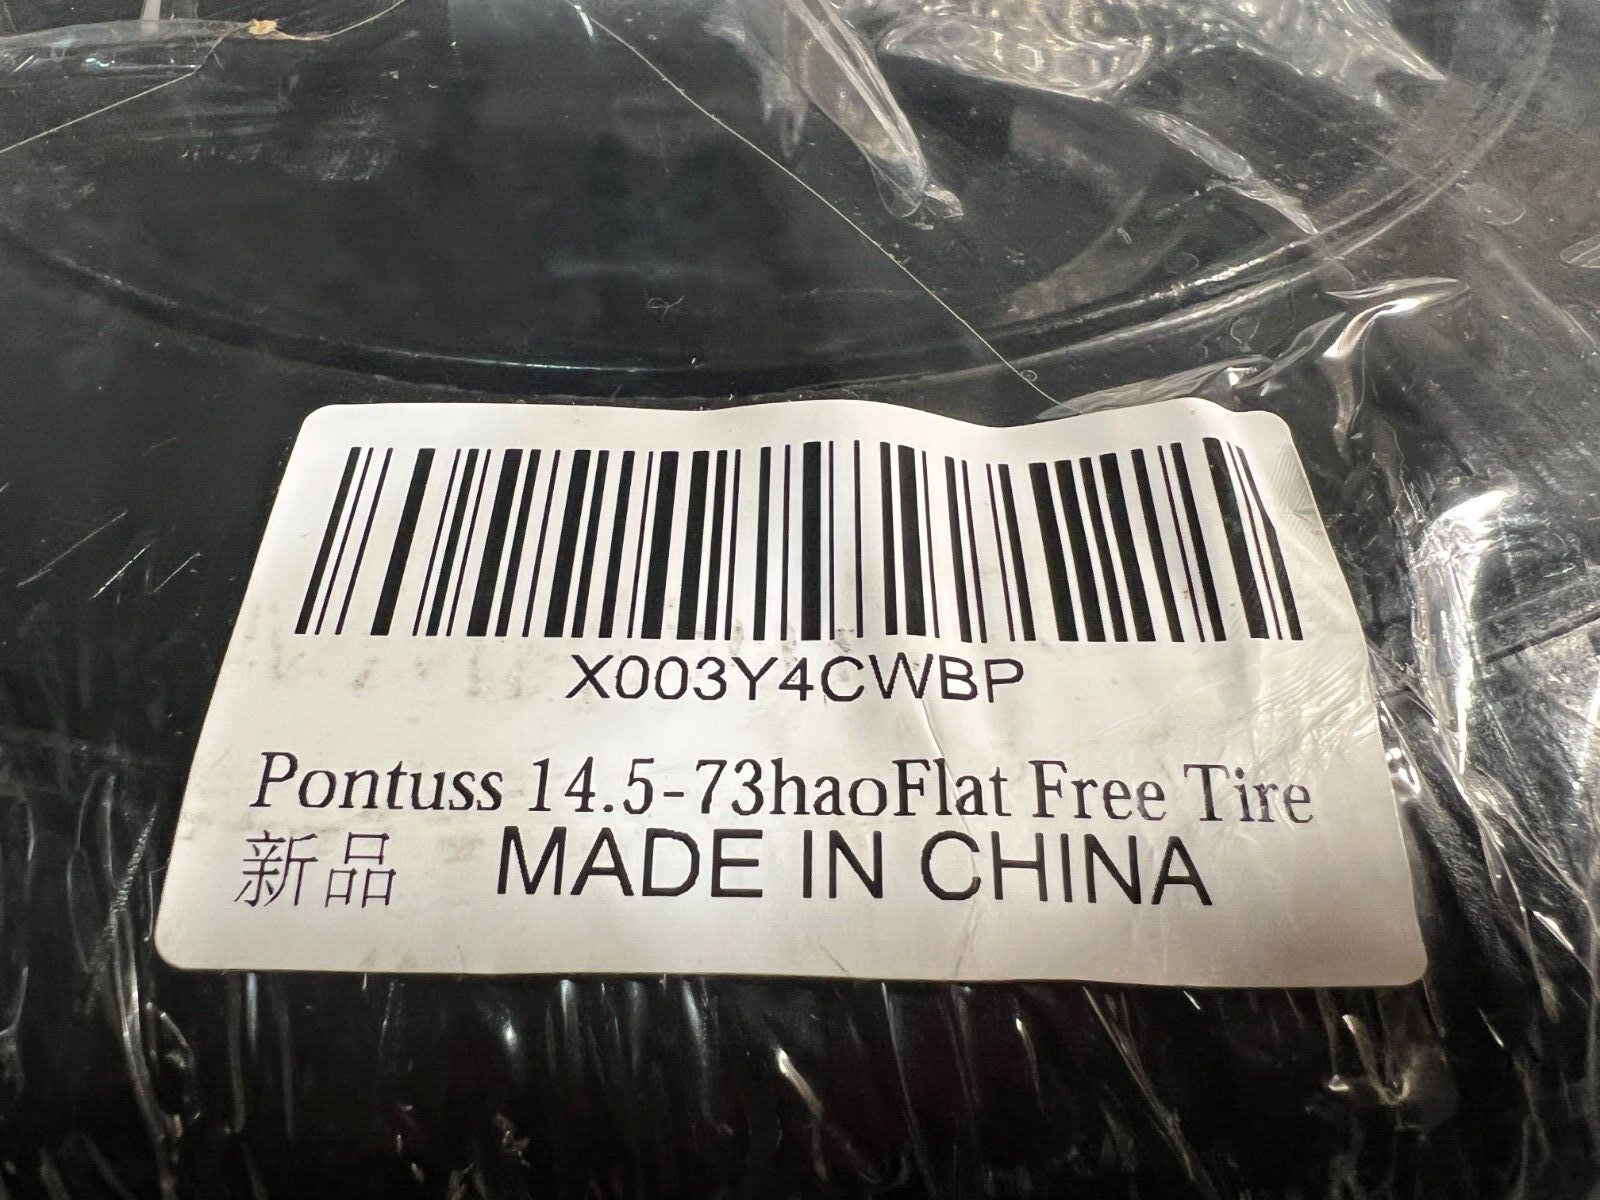 X003Y4CWBP
Pontuss 14.5-73haoFlat Free Tire
新品 MADE IN CHINA